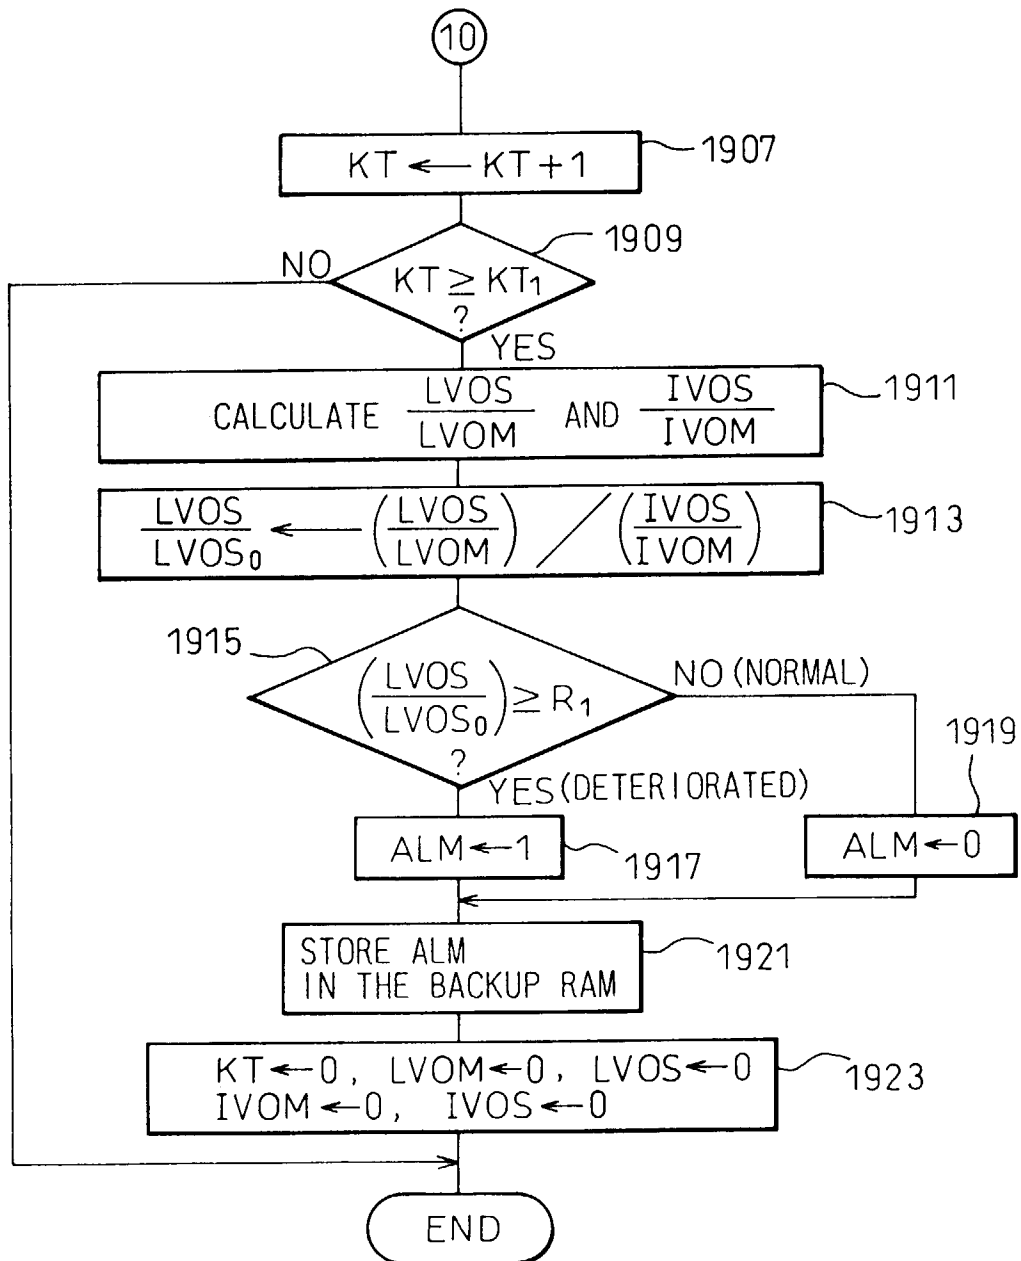 10
KT ← KT + 1
1907
1909
NO
KT ≧ KT₁
?
YES
CALCULATE LVOS/LVOM AND IVOS/IVOM
1911
LVOS/LVOS₀ ← (LVOS/LVOM) / (IVOS/IVOM)
1913
1915
(LVOS/LVOS₀) ≧ R₁
?
NO (NORMAL)
YES (DETERIORATED)
1919
ALM ← 1
1917
ALM ← 0
STORE ALM
IN THE BACKUP RAM
1921
KT ← 0, LVOM ← 0, LVOS ← 0
IVOM ← 0, IVOS ← 0
1923
END